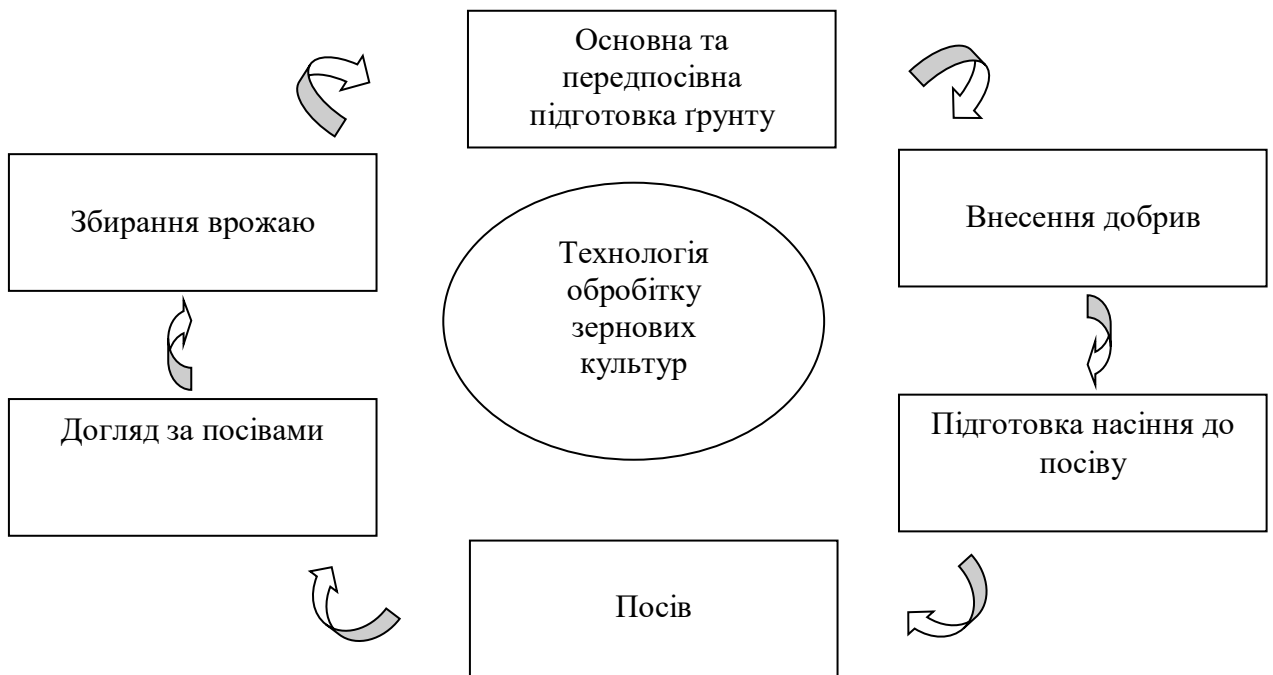 Основна та
передпосівна
підготовка ґрунту
Збирання врожаю
Внесення добрив
Технологія
обробітку
зернових
культур
Догляд за посівами
Підготовка насіння до
посіву
Посів